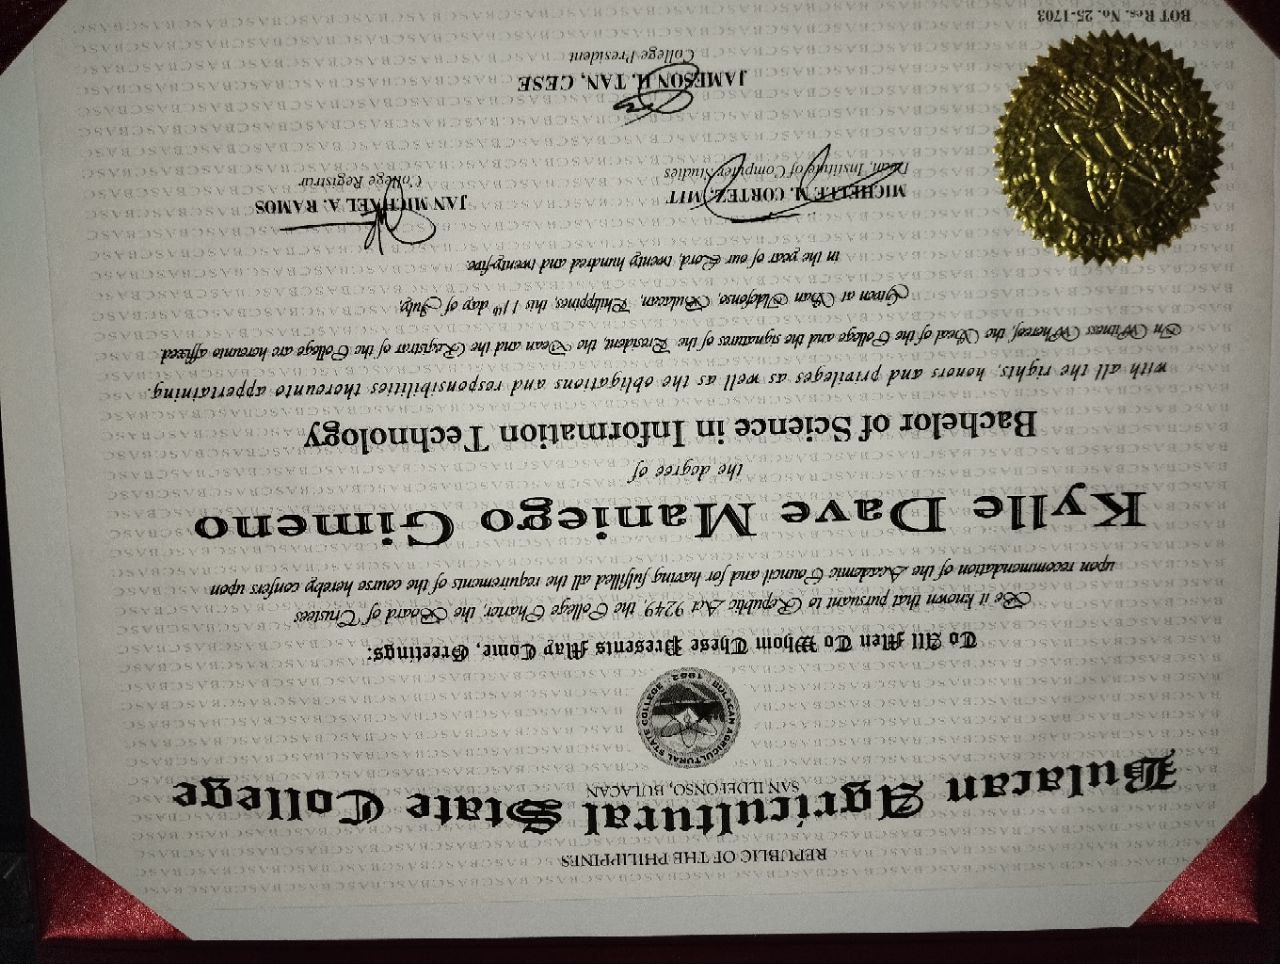 REPUBLIC OF THE PHILIPPINES
Bulacan Agricultural State College
SAN ILDEFONSO, BULACAN
BULACAN AGRICULTURAL STATE COLLEGE
1952
To All Men To Whom These Presents May Come, Greetings:
Be it known that pursuant to Republic Act 9249, the College Charter, the Board of Trustees
upon recommendation of the Academic Council and for having fulfilled all the requirements of the course hereby confers upon
Kylle Dave Maniego Gimeno
the degree of
Bachelor of Science in Information Technology
with all the rights, honors and privileges as well as the obligations and responsibilities thereunto appertaining.
In Witness Whereof, the Seal of the College and the signatures of the President, the Dean and the Registrar of the College are hereunto affixed.
Given at San Ildefonso, Bulacan, Philippines, this 11th day of July,
in the year of our Lord, twenty hundred and twenty-five.
MICHELLE M. CORTEZ, MIT
Dean, Institute of Computer Studies
JAN MICHAEL A. RAMOS
College Registrar
JAMESON H. TAN, CESE
College President
BOT Res. No. 25-1703